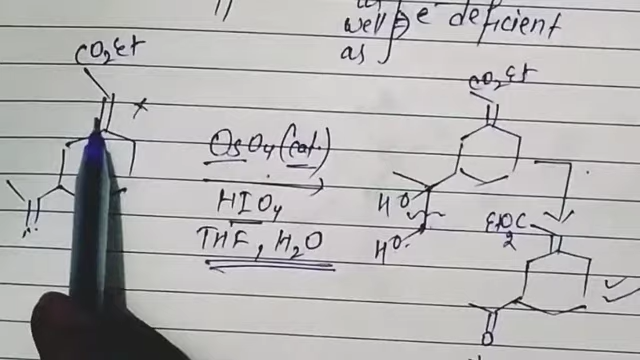 well e⁻ deficient
as
CO₂Et
CO₂Et
OsO₄ (cat.)
HIO₄
THF, H₂O
HO
HO
EtO₂C
O